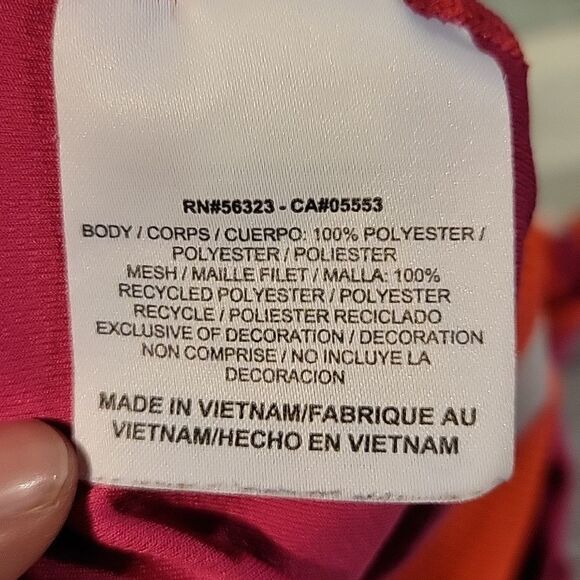 RN#56323 - CA#05553
BODY / CORPS / CUERPO: 100% POLYESTER /
POLYESTER / POLIESTER
MESH / MAILLE FILET / MALLA: 100%
RECYCLED POLYESTER / POLYESTER
RECYCLE / POLIESTER RECICLADO
EXCLUSIVE OF DECORATION / DECORATION
NON COMPRISE / NO INCLUYE LA
DECORACION
MADE IN VIETNAM/FABRIQUE AU
VIETNAM/HECHO EN VIETNAM